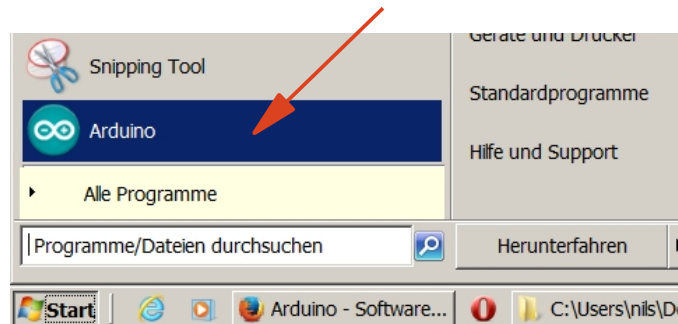 Geräte und Drucker
Snipping Tool
Standardprogramme
Arduino
Hilfe und Support
Alle Programme
Programme/Dateien durchsuchen
Herunterfahren
Start
Arduino - Software...
C:\Users\nils\D